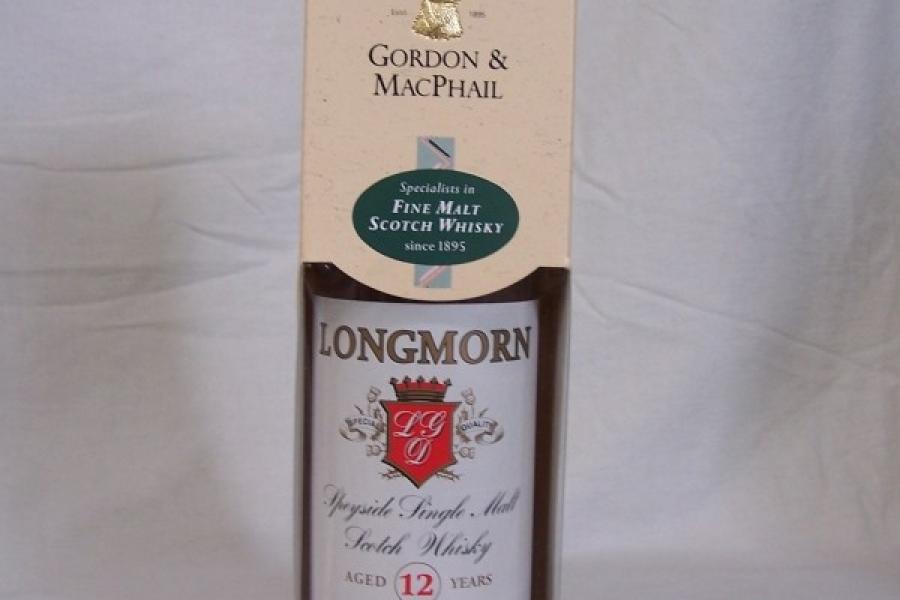 ESTD. 1895
GORDON &
MACPHAIL
Specialists in
FINE MALT
SCOTCH WHISKY
since 1895
LONGMORN
SPECIAL QUALITY
LG
D
Speyside Single Malt
Scotch Whisky
AGED 12 YEARS